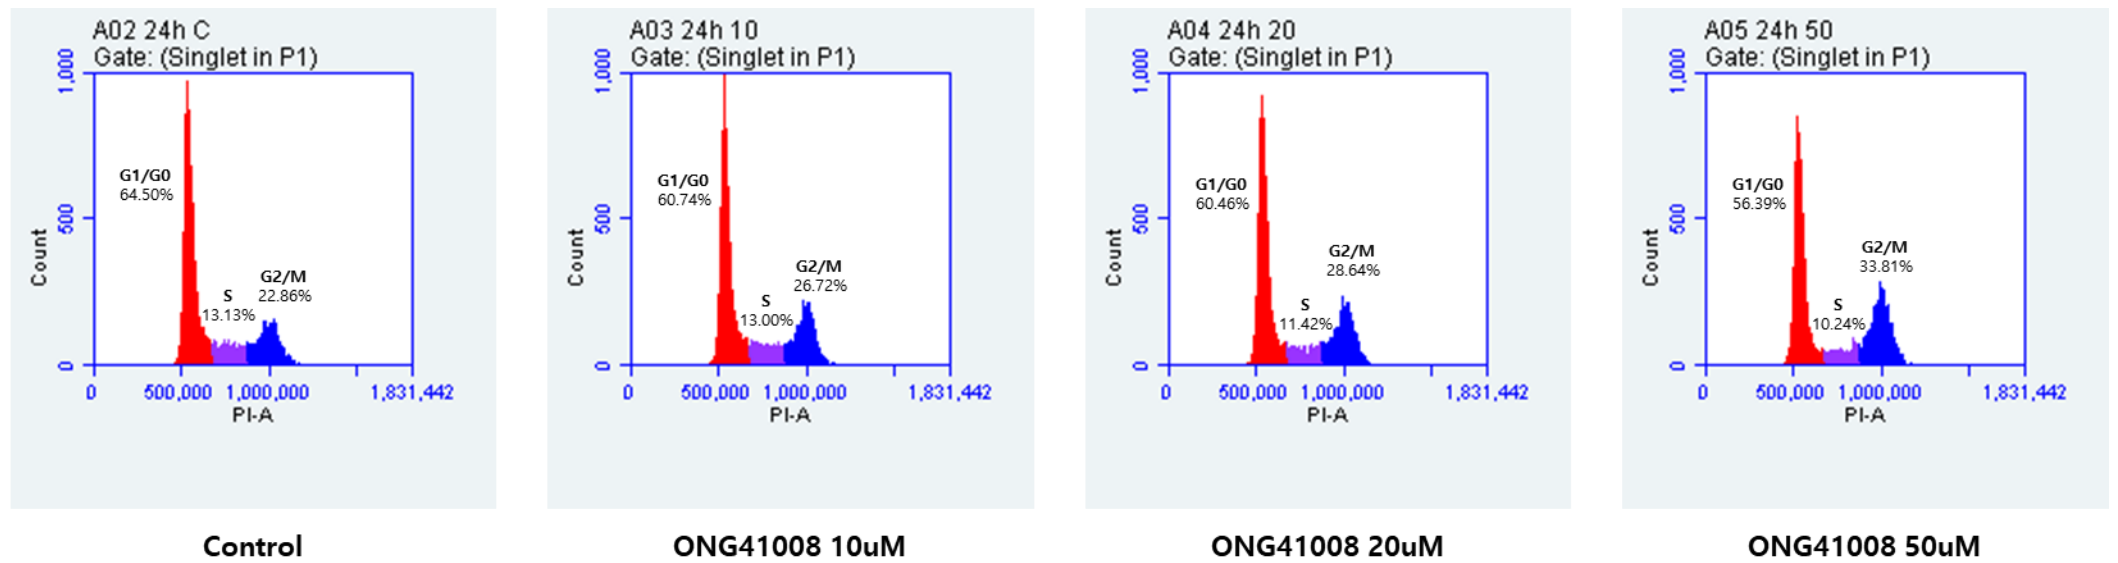 A02 24h C
Gate: (Singlet in P1)
1,000
500
0
Count
G1/G0
64.50%
S
13.13%
G2/M
22.86%
0
500,000
1,000,000
1,831,442
PI-A
Control
A03 24h 10
Gate: (Singlet in P1)
1,000
500
0
Count
G1/G0
60.74%
S
13.00%
G2/M
26.72%
0
500,000
1,000,000
1,831,442
PI-A
ONG41008 10uM
A04 24h 20
Gate: (Singlet in P1)
1,000
500
0
Count
G1/G0
60.46%
S
11.42%
G2/M
28.64%
0
500,000
1,000,000
1,831,442
PI-A
ONG41008 20uM
A05 24h 50
Gate: (Singlet in P1)
1,000
500
0
Count
G1/G0
56.39%
S
10.24%
G2/M
33.81%
0
500,000
1,000,000
1,831,442
PI-A
ONG41008 50uM